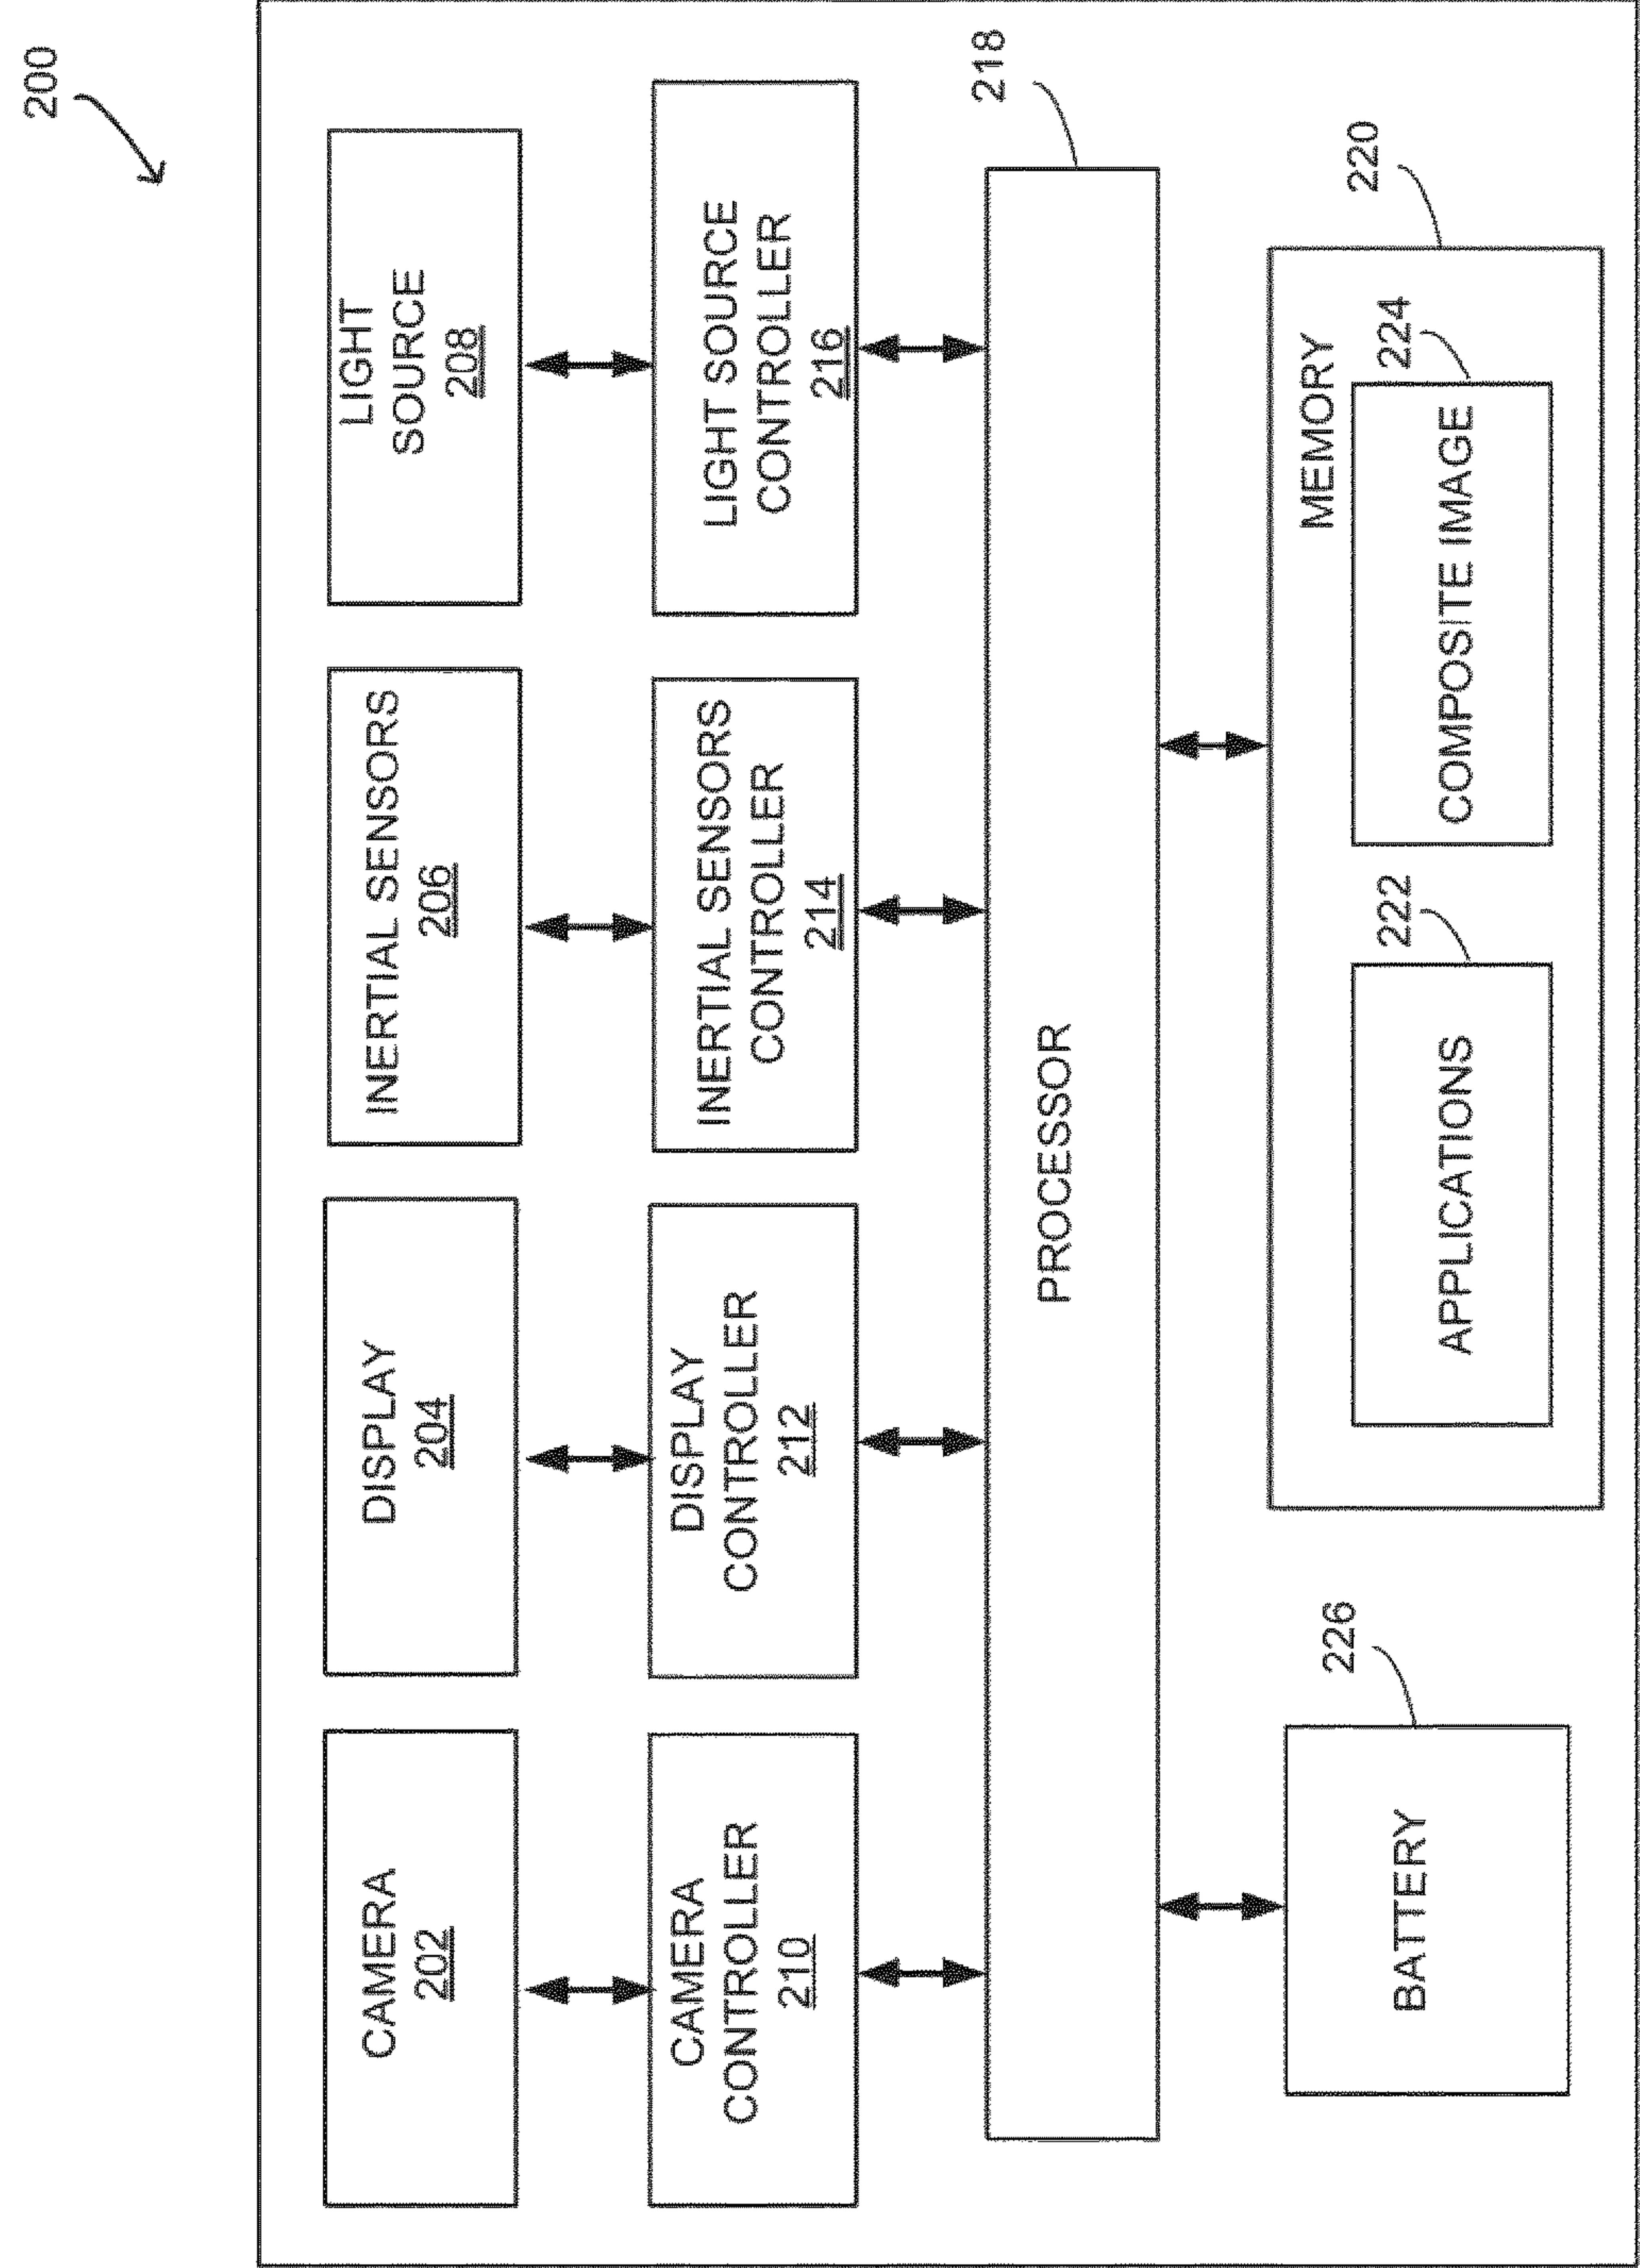 200
CAMERA
202
DISPLAY
204
INERTIAL SENSORS
206
LIGHT
SOURCE
208
CAMERA
CONTROLLER
210
DISPLAY
CONTROLLER
212
INERTIAL SENSORS
CONTROLLER
214
LIGHT SOURCE
CONTROLLER
216
218
PROCESSOR
220
MEMORY
222
APPLICATIONS
224
COMPOSITE IMAGE
226
BATTERY